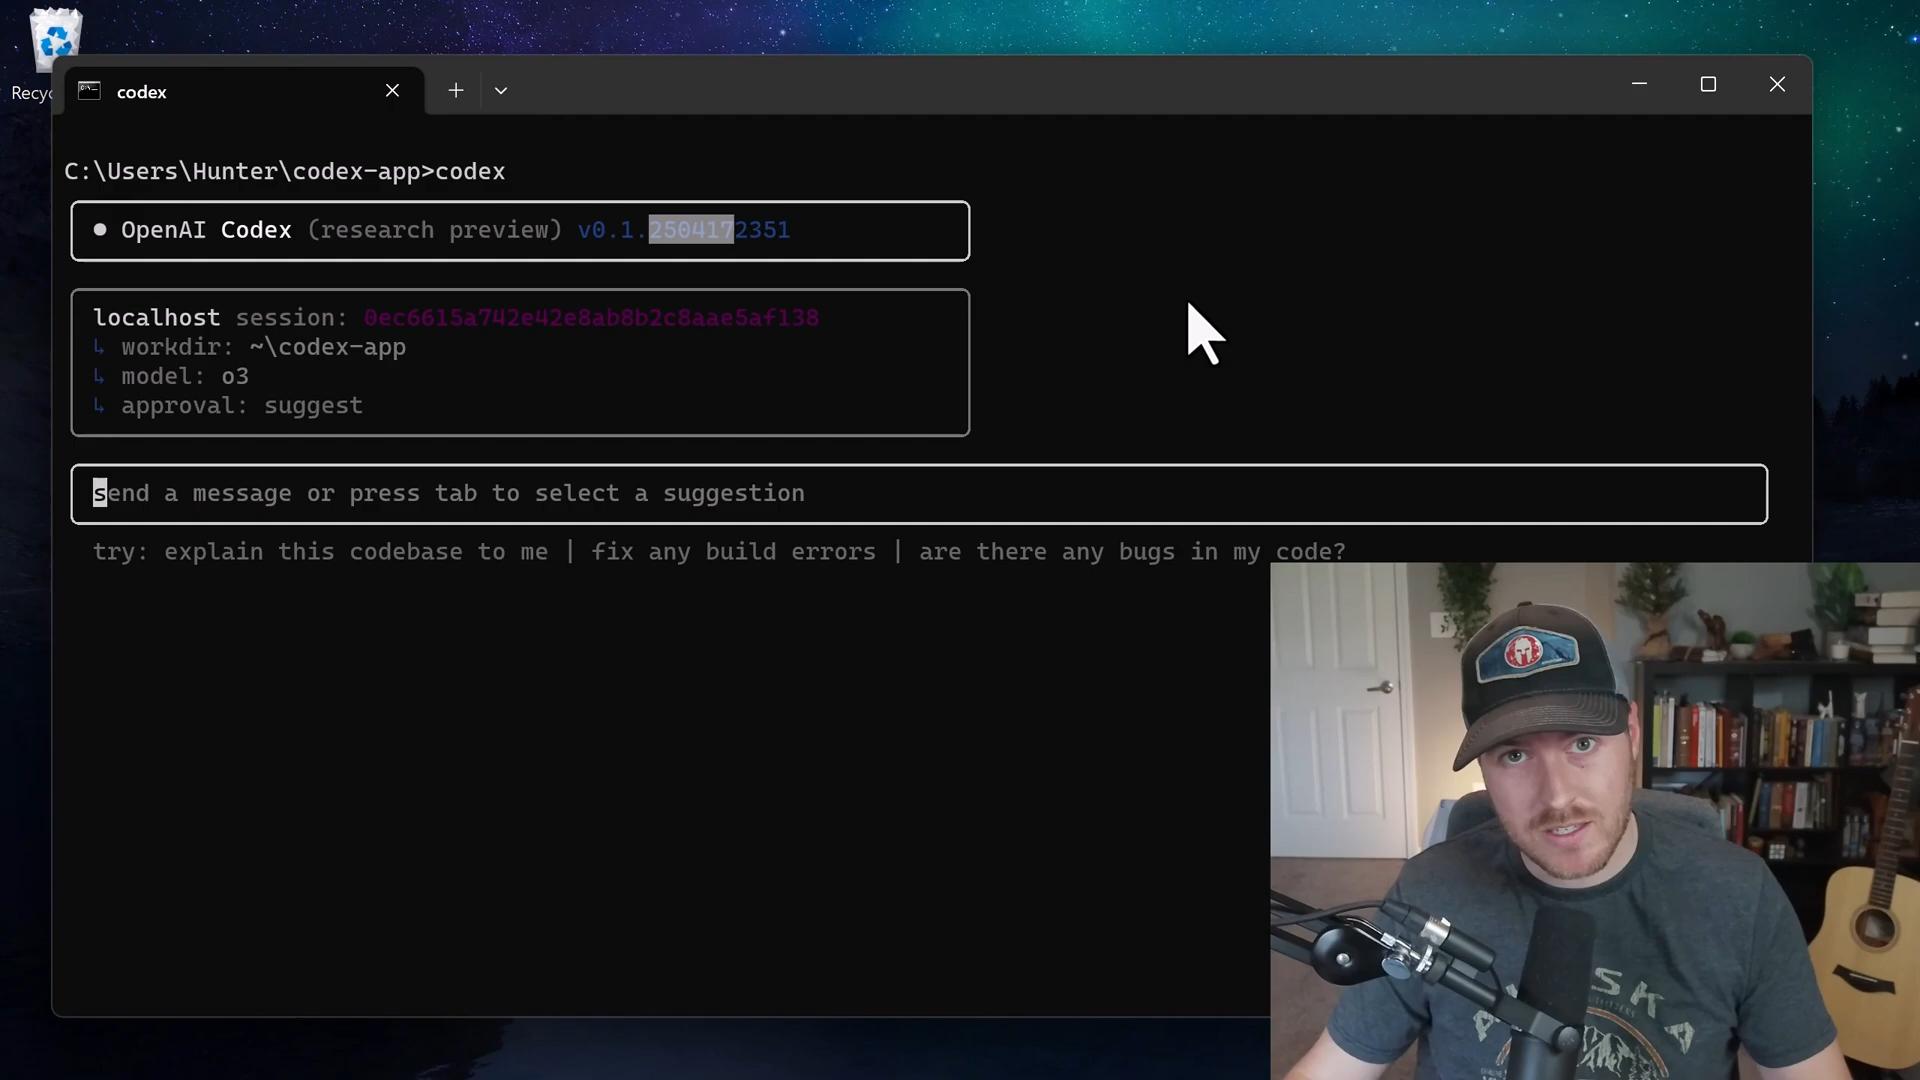 Recyc
codex
C:\Users\Hunter\codex-app>codex
● OpenAI Codex (research preview) v0.1.2504172351
localhost session: 0ec6615a742e42e8ab8b2c8aae5af138
↳ workdir: ~\codex-app
↳ model: o3
↳ approval: suggest
send a message or press tab to select a suggestion
try: explain this codebase to me | fix any build errors | are there any bugs in my code?